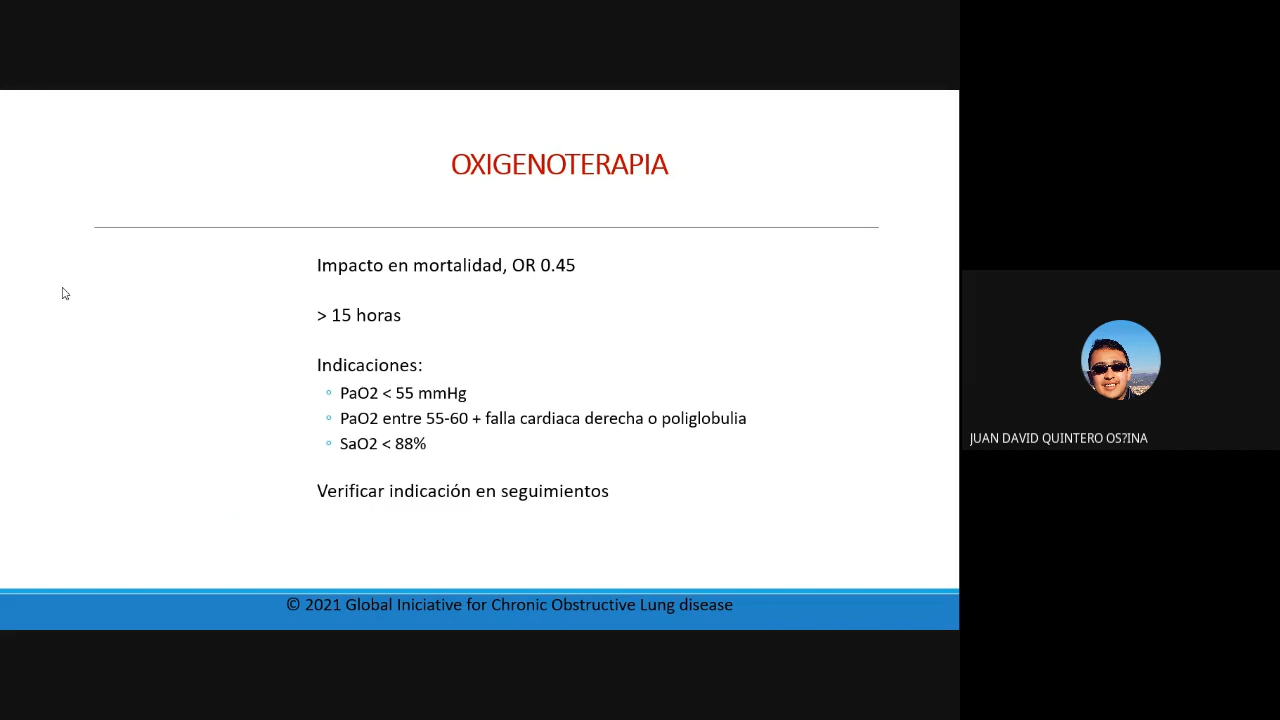 OXIGENOTERAPIA
Impacto en mortalidad, OR 0.45
> 15 horas
Indicaciones:
◦ PaO2 < 55 mmHg
◦ PaO2 entre 55-60 + falla cardiaca derecha o poliglobulia
◦ SaO2 < 88%
Verificar indicación en seguimientos
© 2021 Global Iniciative for Chronic Obstructive Lung disease
JUAN DAVID QUINTERO OS?INA